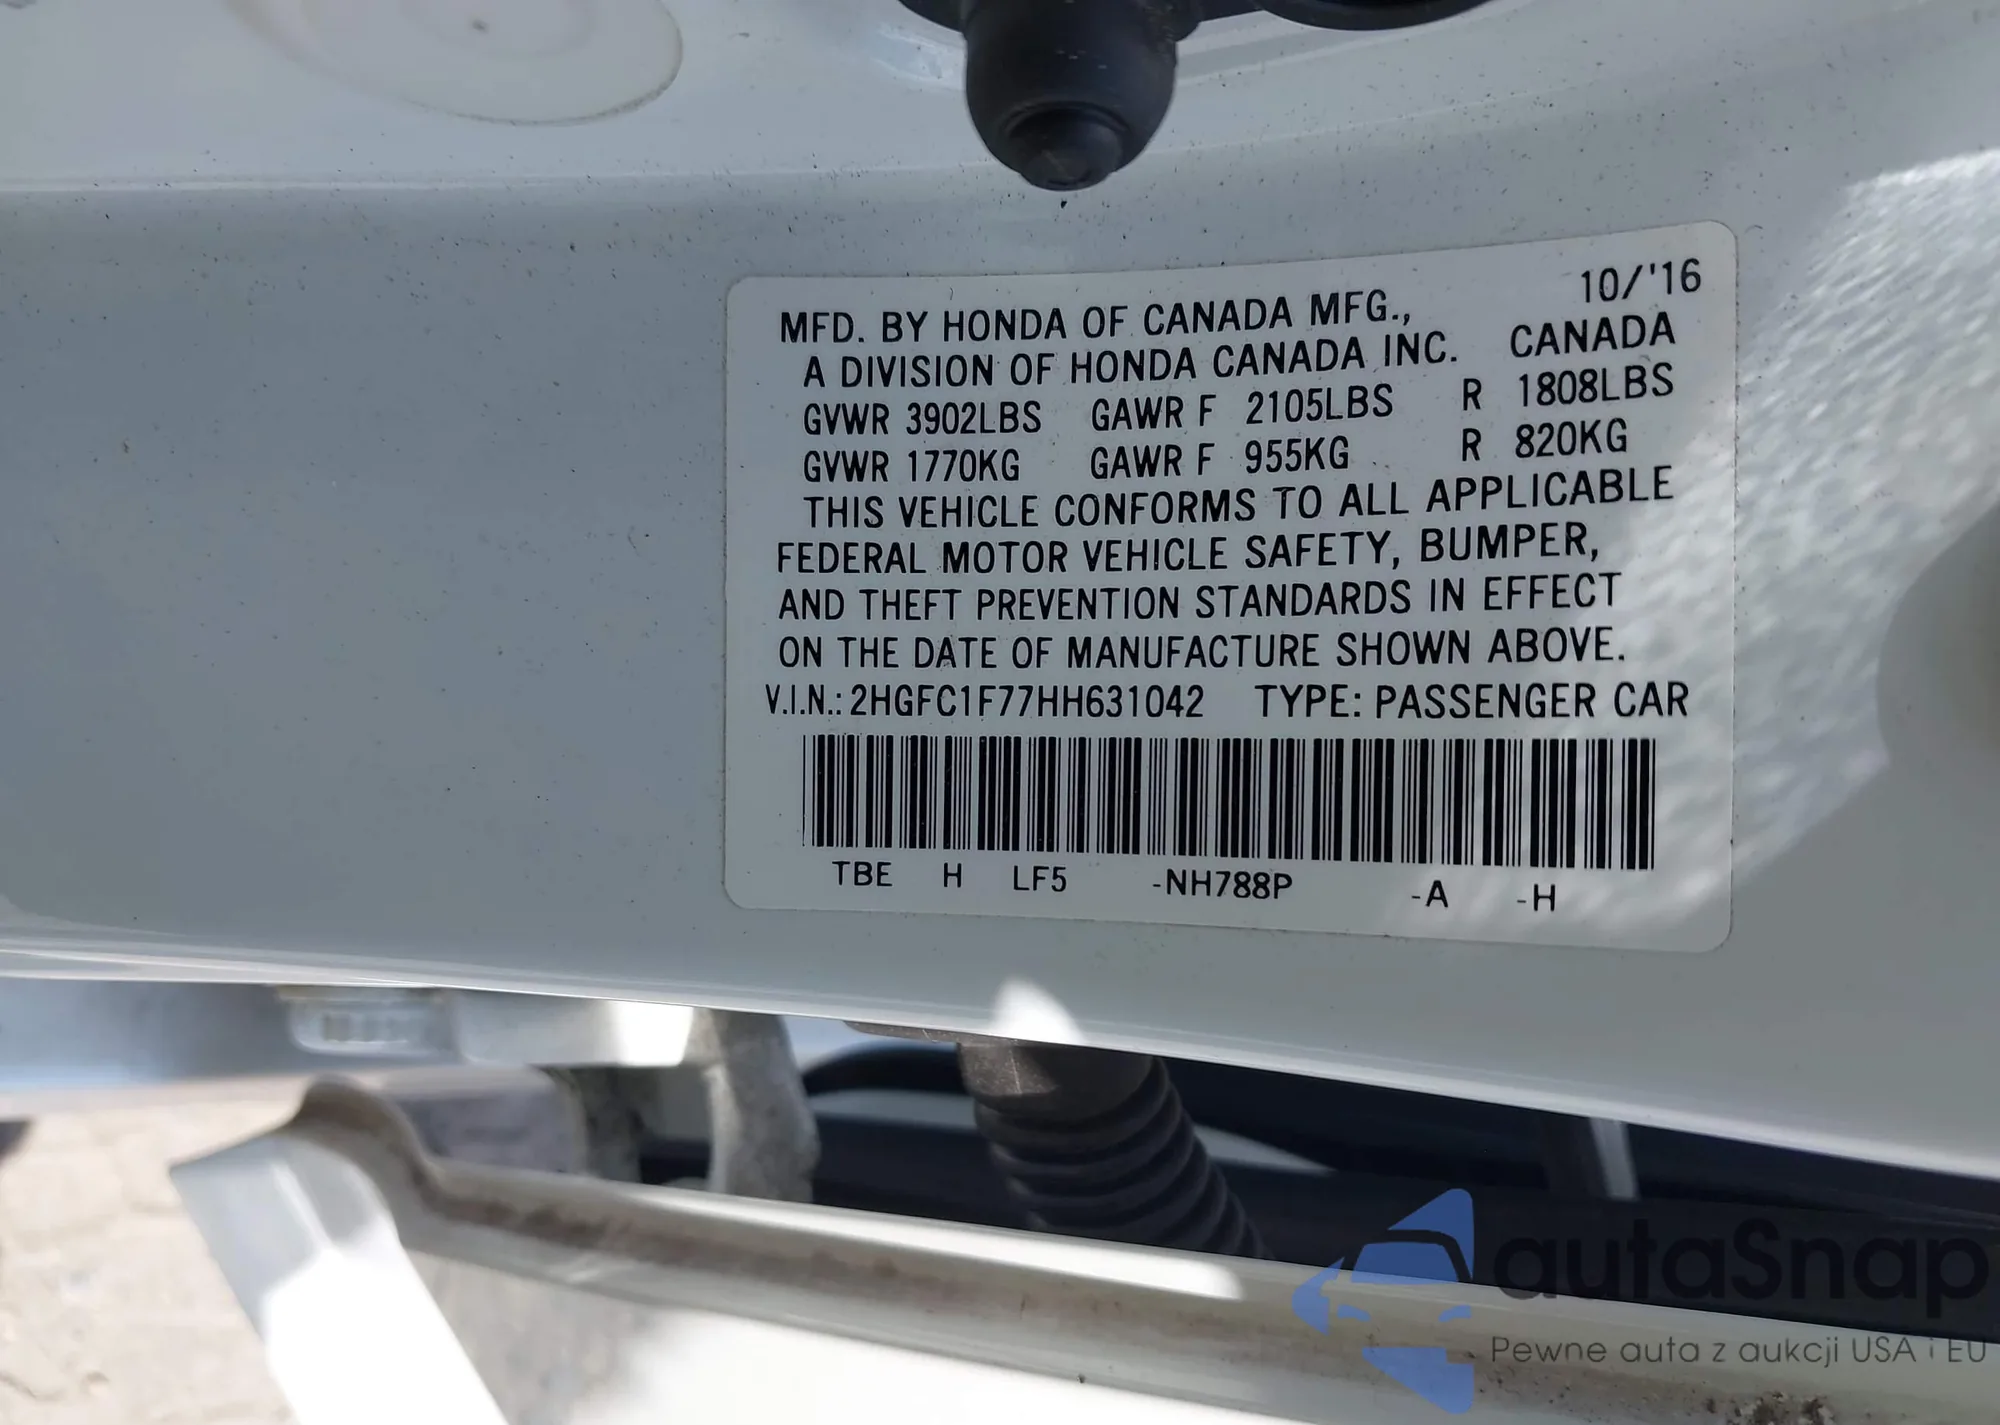 10/'16
MFD. BY HONDA OF CANADA MFG.,
A DIVISION OF HONDA CANADA INC. CANADA
GVWR 3902LBS GAWR F 2105LBS R 1808LBS
GVWR 1770KG GAWR F 955KG R 820KG
THIS VEHICLE CONFORMS TO ALL APPLICABLE
FEDERAL MOTOR VEHICLE SAFETY, BUMPER,
AND THEFT PREVENTION STANDARDS IN EFFECT
ON THE DATE OF MANUFACTURE SHOWN ABOVE.
V.I.N.: 2HGFC1F77HH631042 TYPE: PASSENGER CAR
TBE H LF5 -NH788P -A -H
autaSnap
Pewne auta z aukcji USA i EU